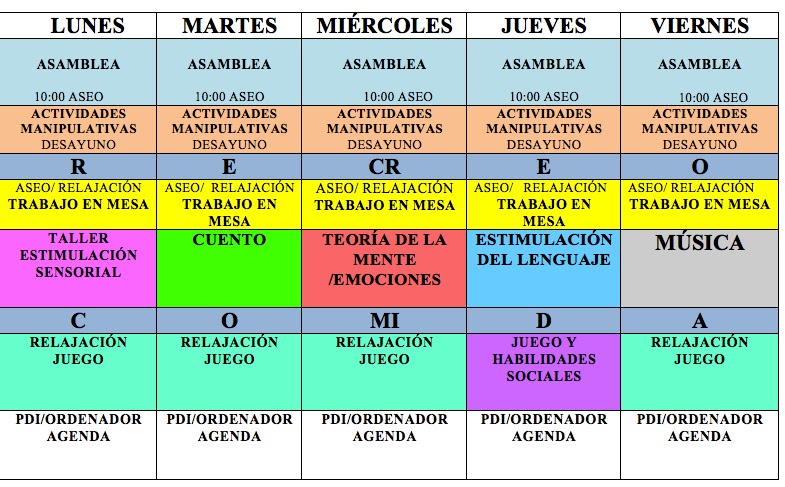 LUNES MARTES MIÉRCOLES JUEVES VIERNES
ASAMBLEA ASAMBLEA ASAMBLEA ASAMBLEA ASAMBLEA
10:00 ASEO 10:00 ASEO 10:00 ASEO 10:00 ASEO 10:00 ASEO
ACTIVIDADES ACTIVIDADES ACTIVIDADES ACTIVIDADES ACTIVIDADES
MANIPULATIVAS MANIPULATIVAS MANIPULATIVAS MANIPULATIVAS MANIPULATIVAS
DESAYUNO DESAYUNO DESAYUNO DESAYUNO DESAYUNO
R E CR E O
ASEO/ RELAJACIÓN ASEO/ RELAJACIÓN ASEO/ RELAJACIÓN ASEO/ RELAJACIÓN ASEO/ RELAJACIÓN
TRABAJO EN MESA TRABAJO EN TRABAJO EN MESA TRABAJO EN TRABAJO EN MESA
MESA MESA
TALLER CUENTO TEORÍA DE LA ESTIMULACIÓN MÚSICA
ESTIMULACIÓN MENTE DEL LENGUAJE
SENSORIAL /EMOCIONES
C O MI D A
RELAJACIÓN RELAJACIÓN RELAJACIÓN JUEGO Y RELAJACIÓN
JUEGO JUEGO JUEGO HABILIDADES JUEGO
SOCIALES
PDI/ORDENADOR PDI/ORDENADOR PDI/ORDENADOR PDI/ORDENADOR PDI/ORDENADOR
AGENDA AGENDA AGENDA AGENDA AGENDA